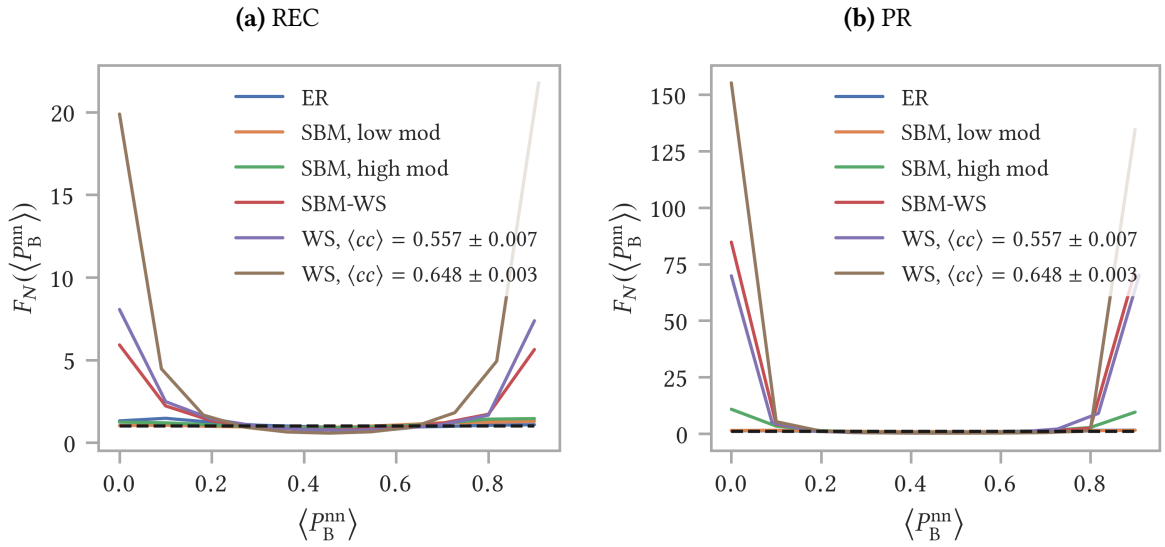 (a) REC
F_N(⟨P_B^nn⟩)
20
15
10
5
0
ER
SBM, low mod
SBM, high mod
SBM-WS
WS, ⟨cc⟩ = 0.557 ± 0.007
WS, ⟨cc⟩ = 0.648 ± 0.003
0.0 0.2 0.4 0.6 0.8
⟨P_B^nn⟩
(b) PR
F_N(⟨P_B^nn⟩)
150
125
100
75
50
25
0
ER
SBM, low mod
SBM, high mod
SBM-WS
WS, ⟨cc⟩ = 0.557 ± 0.007
WS, ⟨cc⟩ = 0.648 ± 0.003
0.0 0.2 0.4 0.6 0.8
⟨P_B^nn⟩